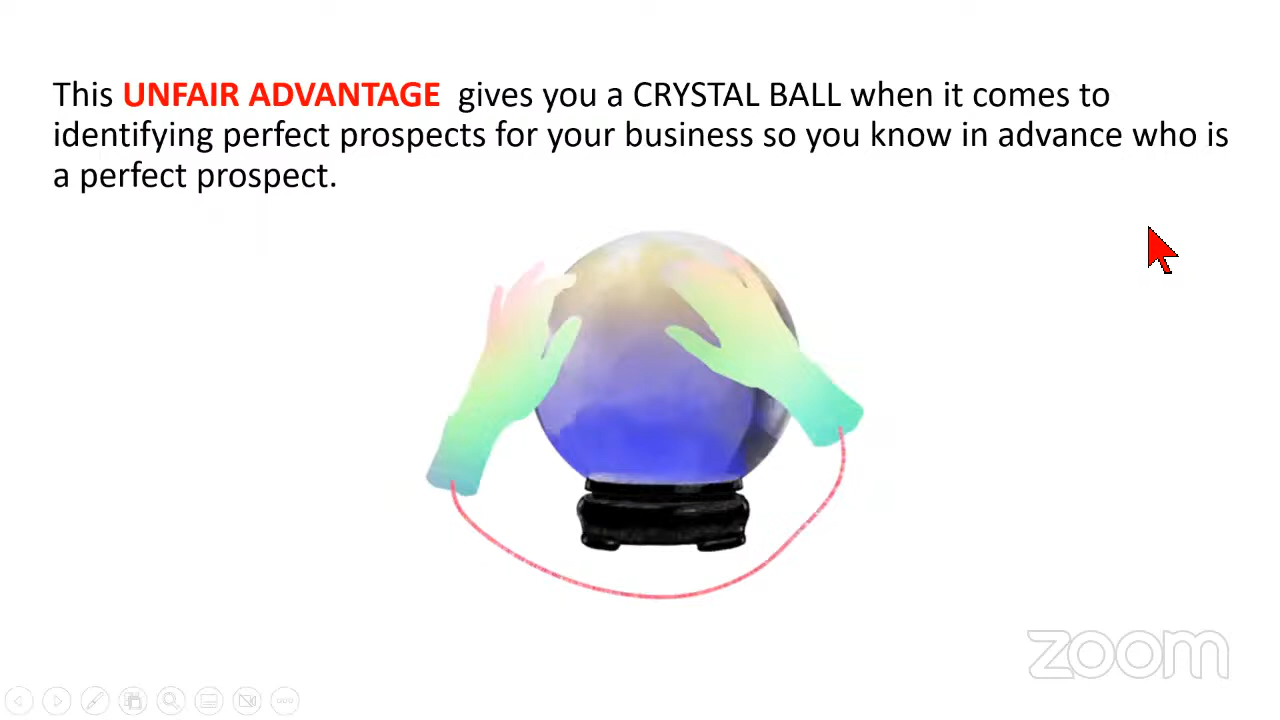 This UNFAIR ADVANTAGE gives you a CRYSTAL BALL when it comes to
identifying perfect prospects for your business so you know in advance who is
a perfect prospect.
zoom